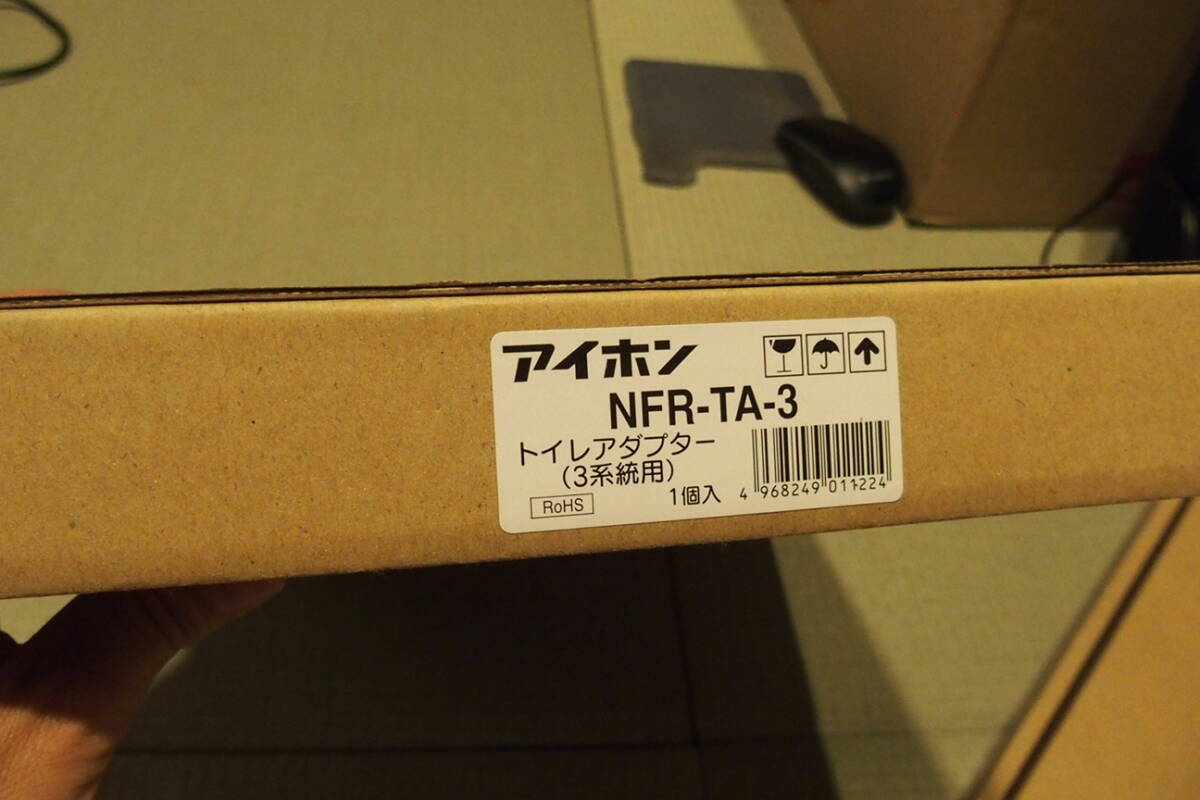 アイホン
NFR-TA-3
トイレアダプター
(3系統用)
RoHS
1個入
4 968249 011224